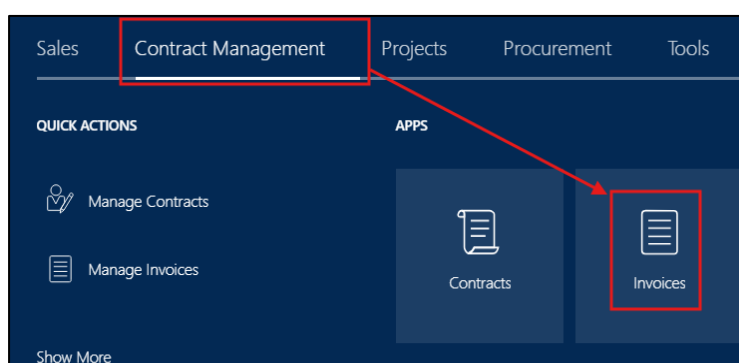 Sales Contract Management Projects Procurement Tools
QUICK ACTIONS
APPS
Manage Contracts
Manage Invoices
Contracts
Invoices
Show More